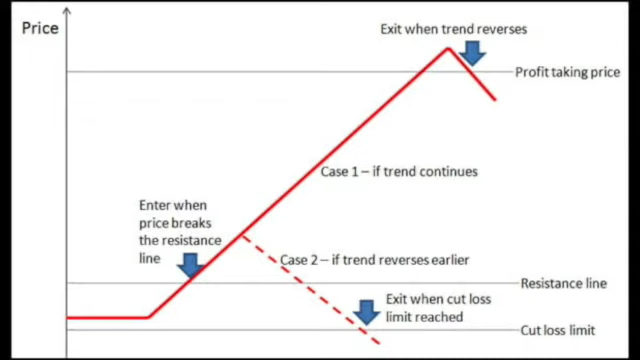 Price
Exit when trend reverses
Profit taking price
Case 1 – if trend continues
Enter when
price breaks
the resistance
line
Case 2 – if trend reverses earlier
Resistance line
Exit when cut loss
limit reached
Cut loss limit